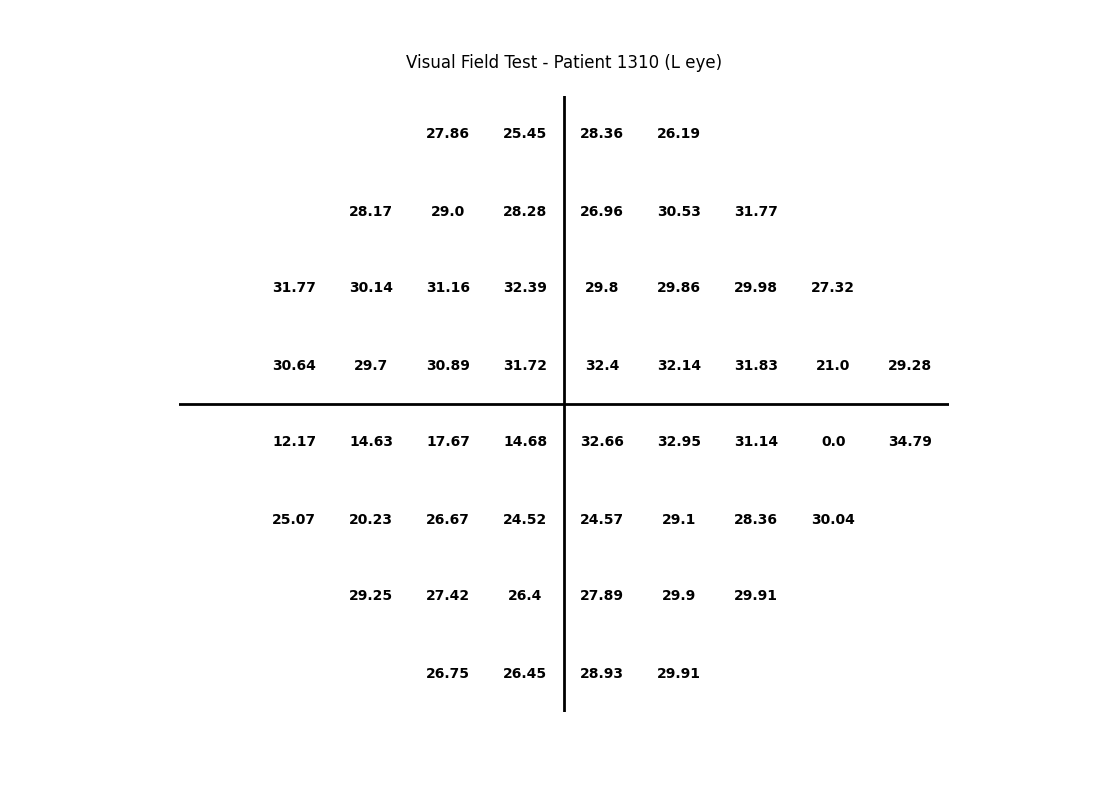 Visual Field Test - Patient 1310 (L eye)
27.86 25.45 28.36 26.19
28.17 29.0 28.28 26.96 30.53 31.77
31.77 30.14 31.16 32.39 29.8 29.86 29.98 27.32
30.64 29.7 30.89 31.72 32.4 32.14 31.83 21.0 29.28
12.17 14.63 17.67 14.68 32.66 32.95 31.14 0.0 34.79
25.07 20.23 26.67 24.52 24.57 29.1 28.36 30.04
29.25 27.42 26.4 27.89 29.9 29.91
26.75 26.45 28.93 29.91